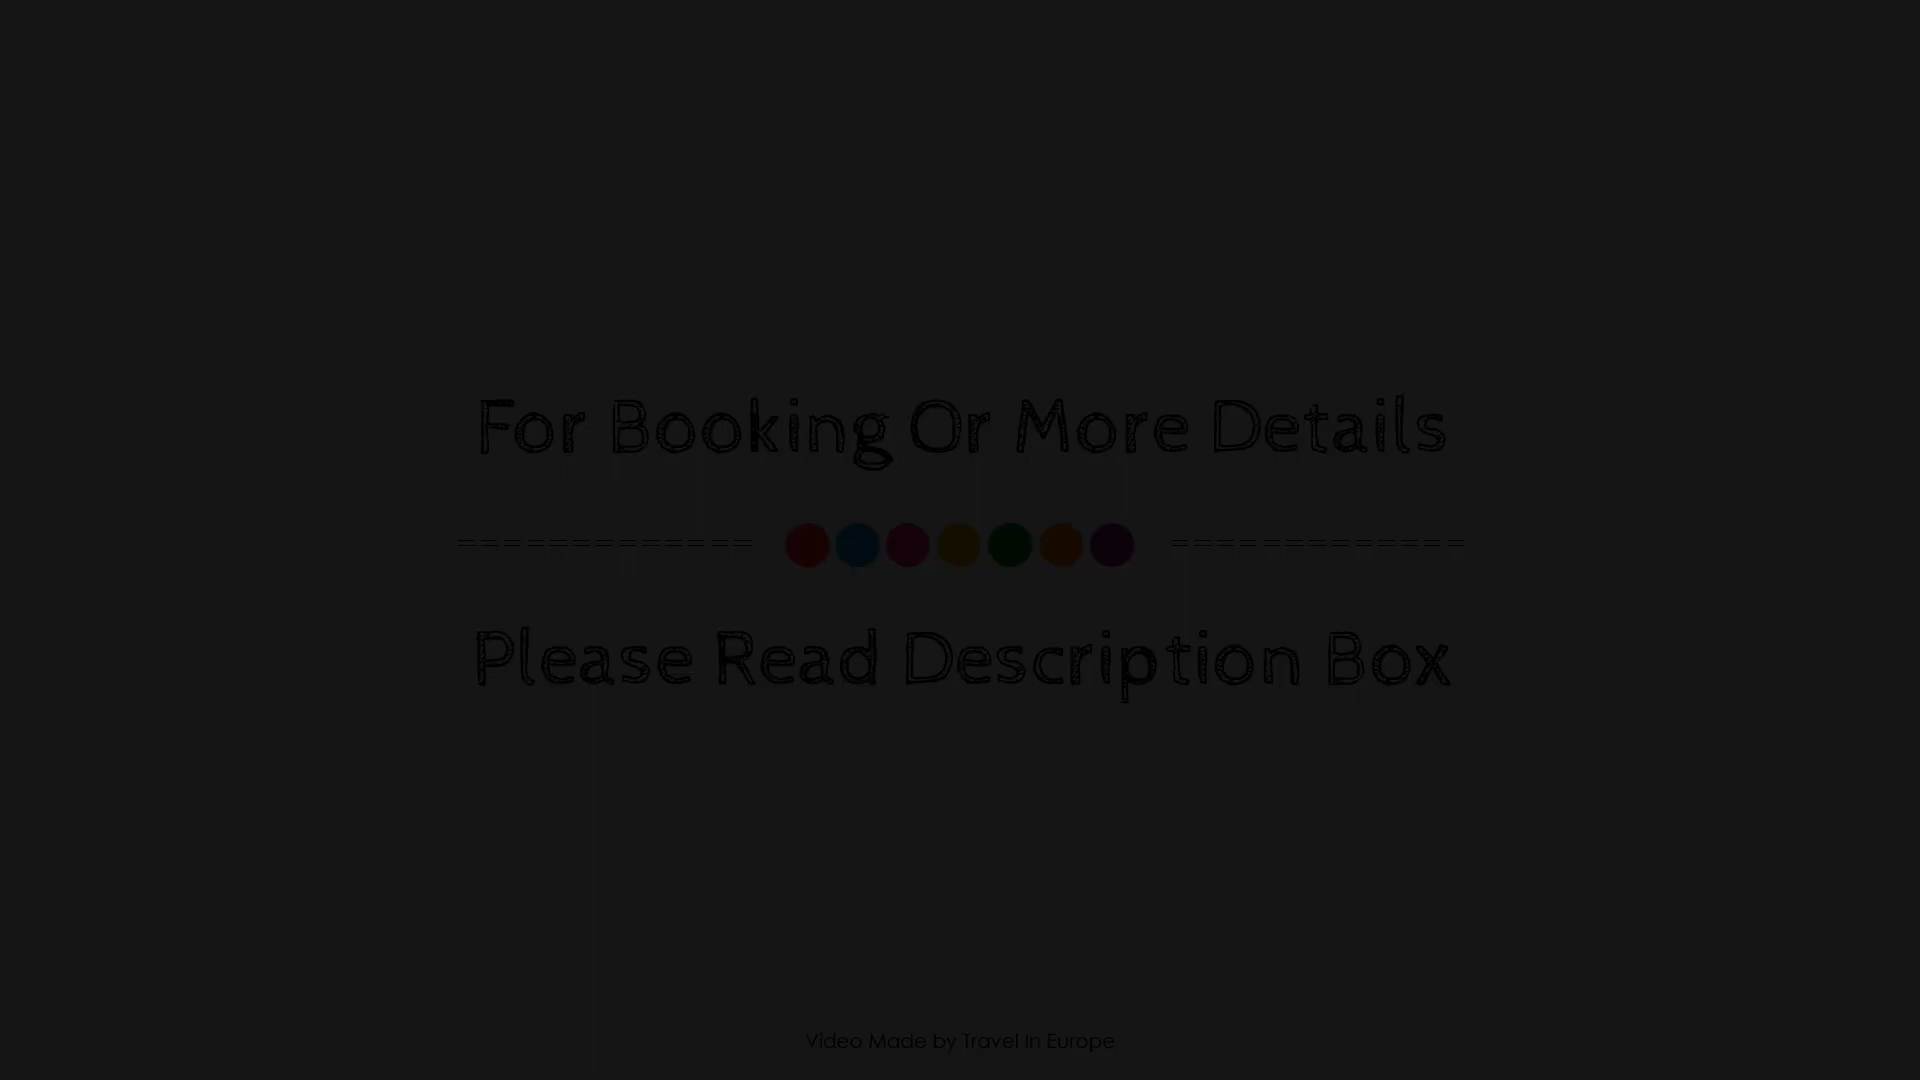 For Booking Or More Details
============= =============
Please Read Description Box
Video Made by Travel In Europe